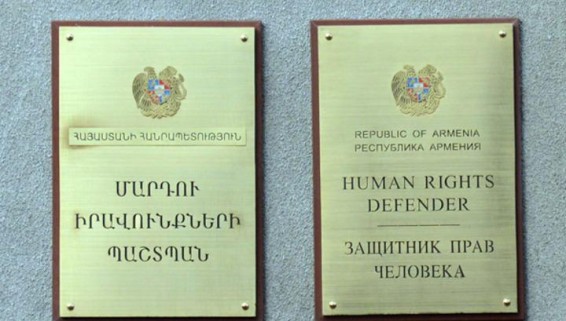 ՀԱՅԱՍՏԱՆԻ ՀԱՆՐԱՊԵՏՈՒԹՅՈՒՆ
ՄԱՐԴՈՒ
ԻՐԱՎՈՒՆՔՆԵՐԻ
ՊԱՇՏՊԱՆ
REPUBLIC OF ARMENIA
РЕСПУБЛИКА АРМЕНИЯ
HUMAN RIGHTS
DEFENDER
ЗАЩИТНИК ПРАВ
ЧЕЛОВЕКА